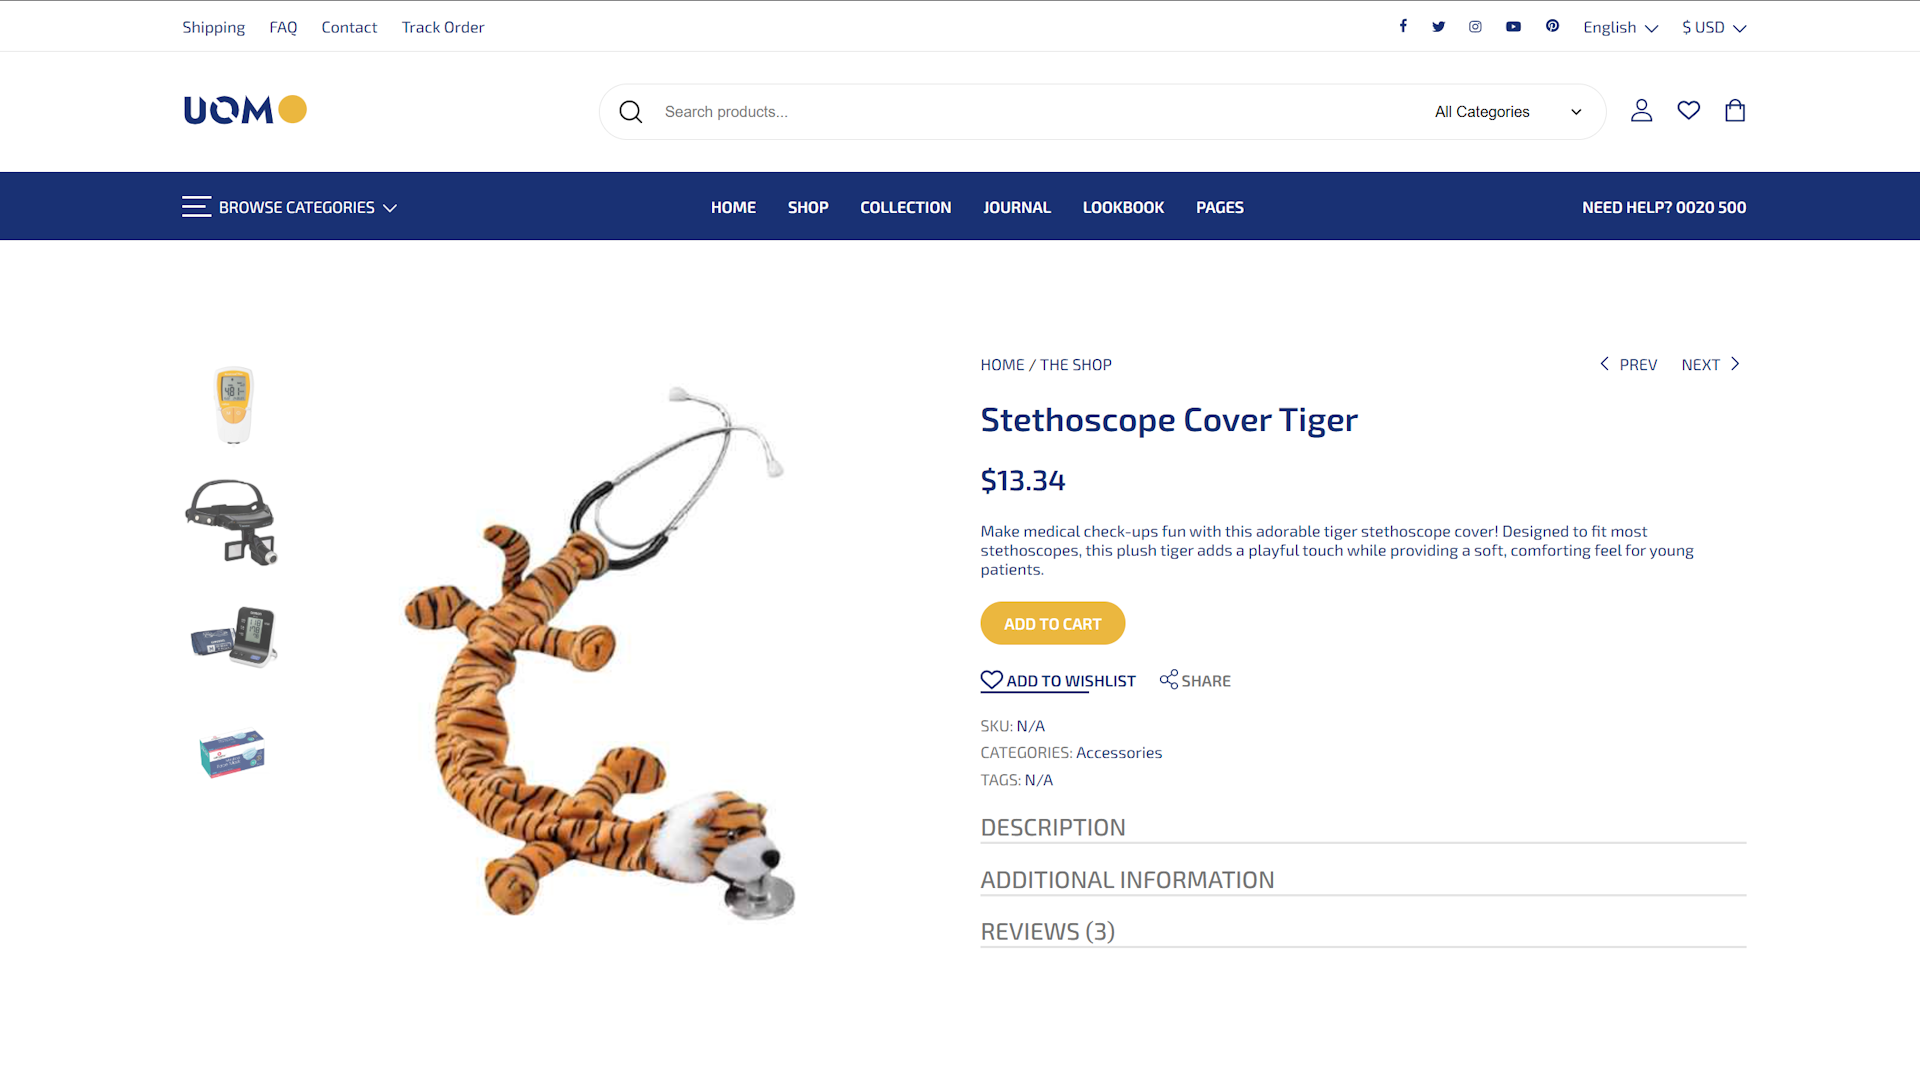 Shipping FAQ Contact Track Order English $ USD
UOMO
Search products... All Categories
BROWSE CATEGORIES HOME SHOP COLLECTION JOURNAL LOOKBOOK PAGES NEED HELP? 0020 500
HOME / THE SHOP PREV NEXT
Stethoscope Cover Tiger
$13.34
Make medical check-ups fun with this adorable tiger stethoscope cover! Designed to fit most
stethoscopes, this plush tiger adds a playful touch while providing a soft, comforting feel for young
patients.
ADD TO CART
ADD TO WISHLIST SHARE
SKU: N/A
CATEGORIES: Accessories
TAGS: N/A
DESCRIPTION
ADDITIONAL INFORMATION
REVIEWS (3)